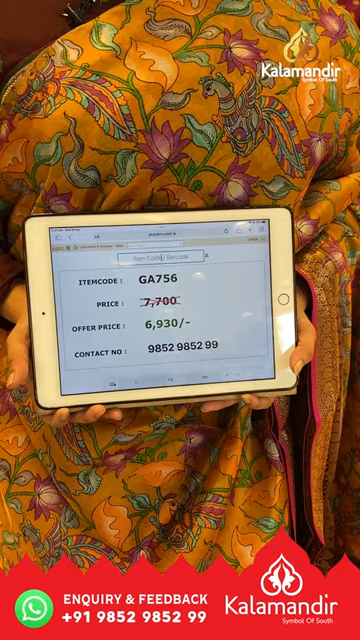 Kalamandir
Symbol Of South
Item Code / Barcode
ITEMCODE : GA756
PRICE : 7,700
OFFER PRICE : 6,930/-
CONTACT NO : 9852 9852 99
ENQUIRY & FEEDBACK
+91 9852 9852 99
Kalamandir
Symbol Of South